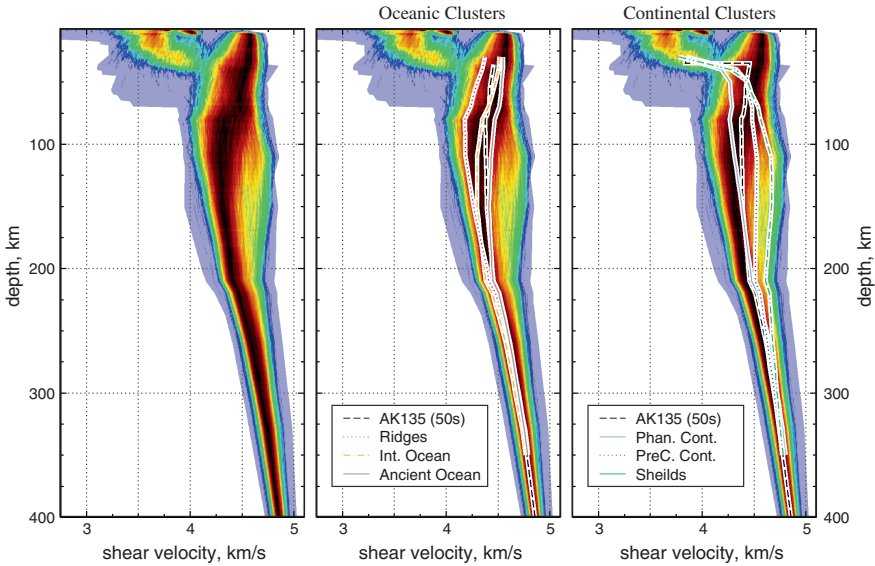 Oceanic Clusters
Continental Clusters
100
200
300
400
depth, km
3
4
5
shear velocity, km/s
AK135 (50s)
Ridges
Int. Ocean
Ancient Ocean
3
4
5
shear velocity, km/s
AK135 (50s)
Phan. Cont.
PreC. Cont.
Sheilds
3
4
5
shear velocity, km/s
100
200
300
400
depth, km